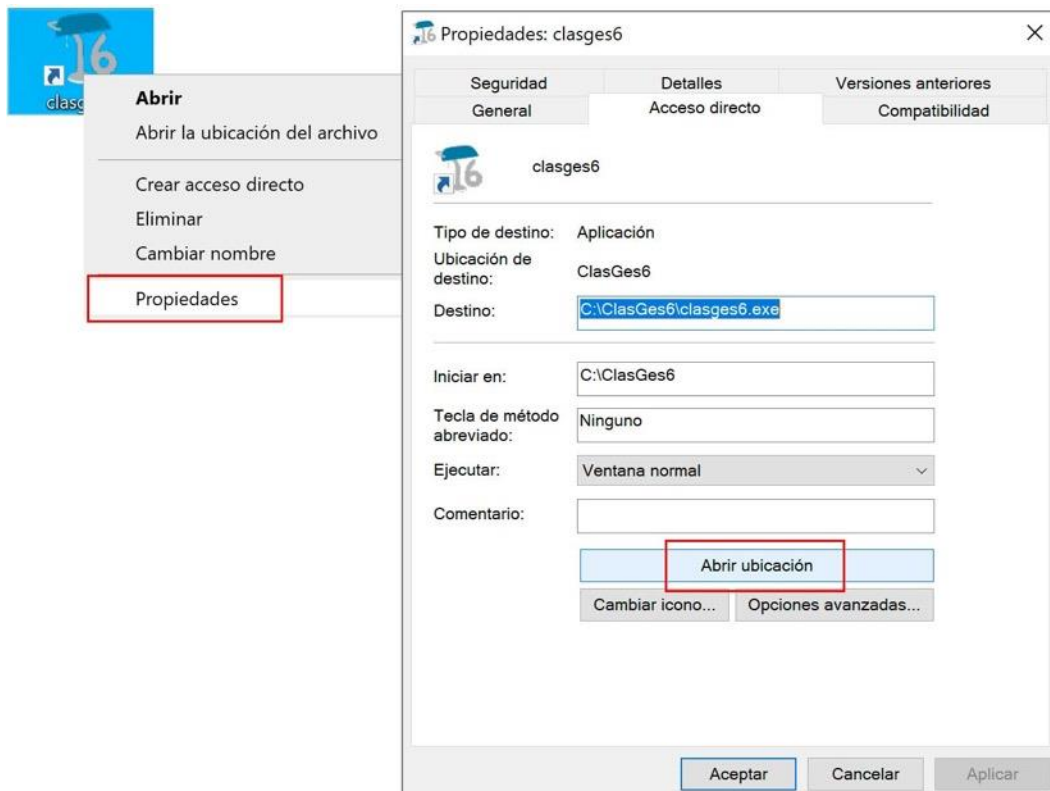 16
clasg
Abrir
Abrir la ubicación del archivo
Crear acceso directo
Eliminar
Cambiar nombre
Propiedades
16 Propiedades: clasges6
Seguridad Detalles Versiones anteriores
General Acceso directo Compatibilidad
16 clasges6
Tipo de destino: Aplicación
Ubicación de
destino: ClasGes6
Destino: C:\ClasGes6\clasges6.exe
Iniciar en: C:\ClasGes6
Tecla de método
abreviado: Ninguno
Ejecutar: Ventana normal
Comentario:
Abrir ubicación
Cambiar icono... Opciones avanzadas...
Aceptar Cancelar Aplicar